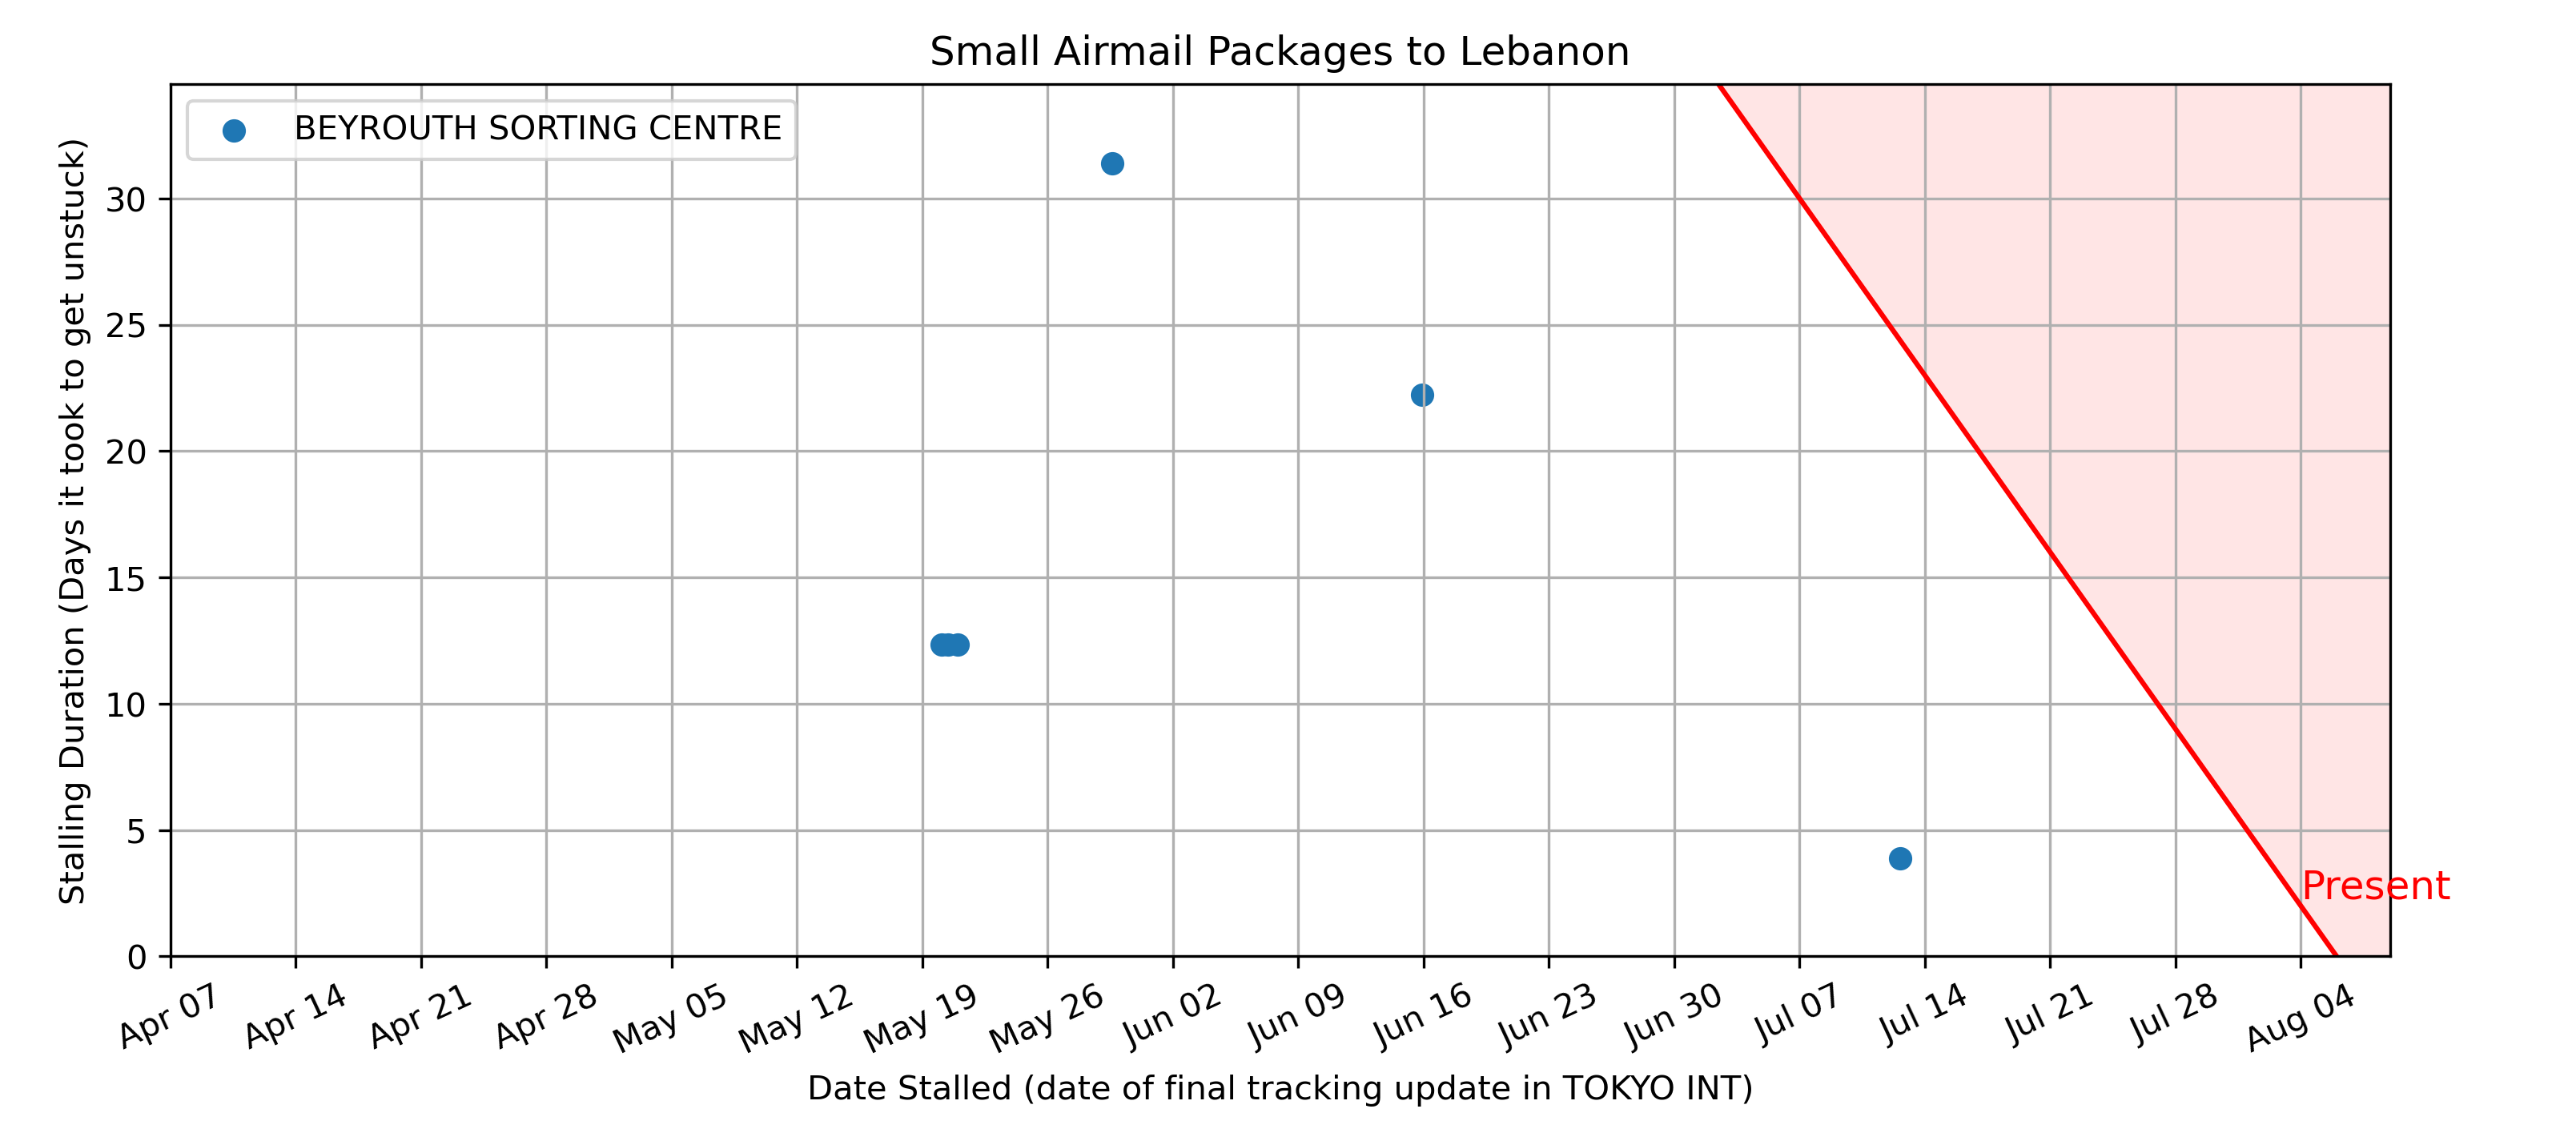 Small Airmail Packages to Lebanon
BEYROUTH SORTING CENTRE
Stalling Duration (Days it took to get unstuck)
30
25
20
15
10
5
0
Present
Apr 07
Apr 14
Apr 21
Apr 28
May 05
May 12
May 19
May 26
Jun 02
Jun 09
Jun 16
Jun 23
Jun 30
Jul 07
Jul 14
Jul 21
Jul 28
Aug 04
Date Stalled (date of final tracking update in TOKYO INT)